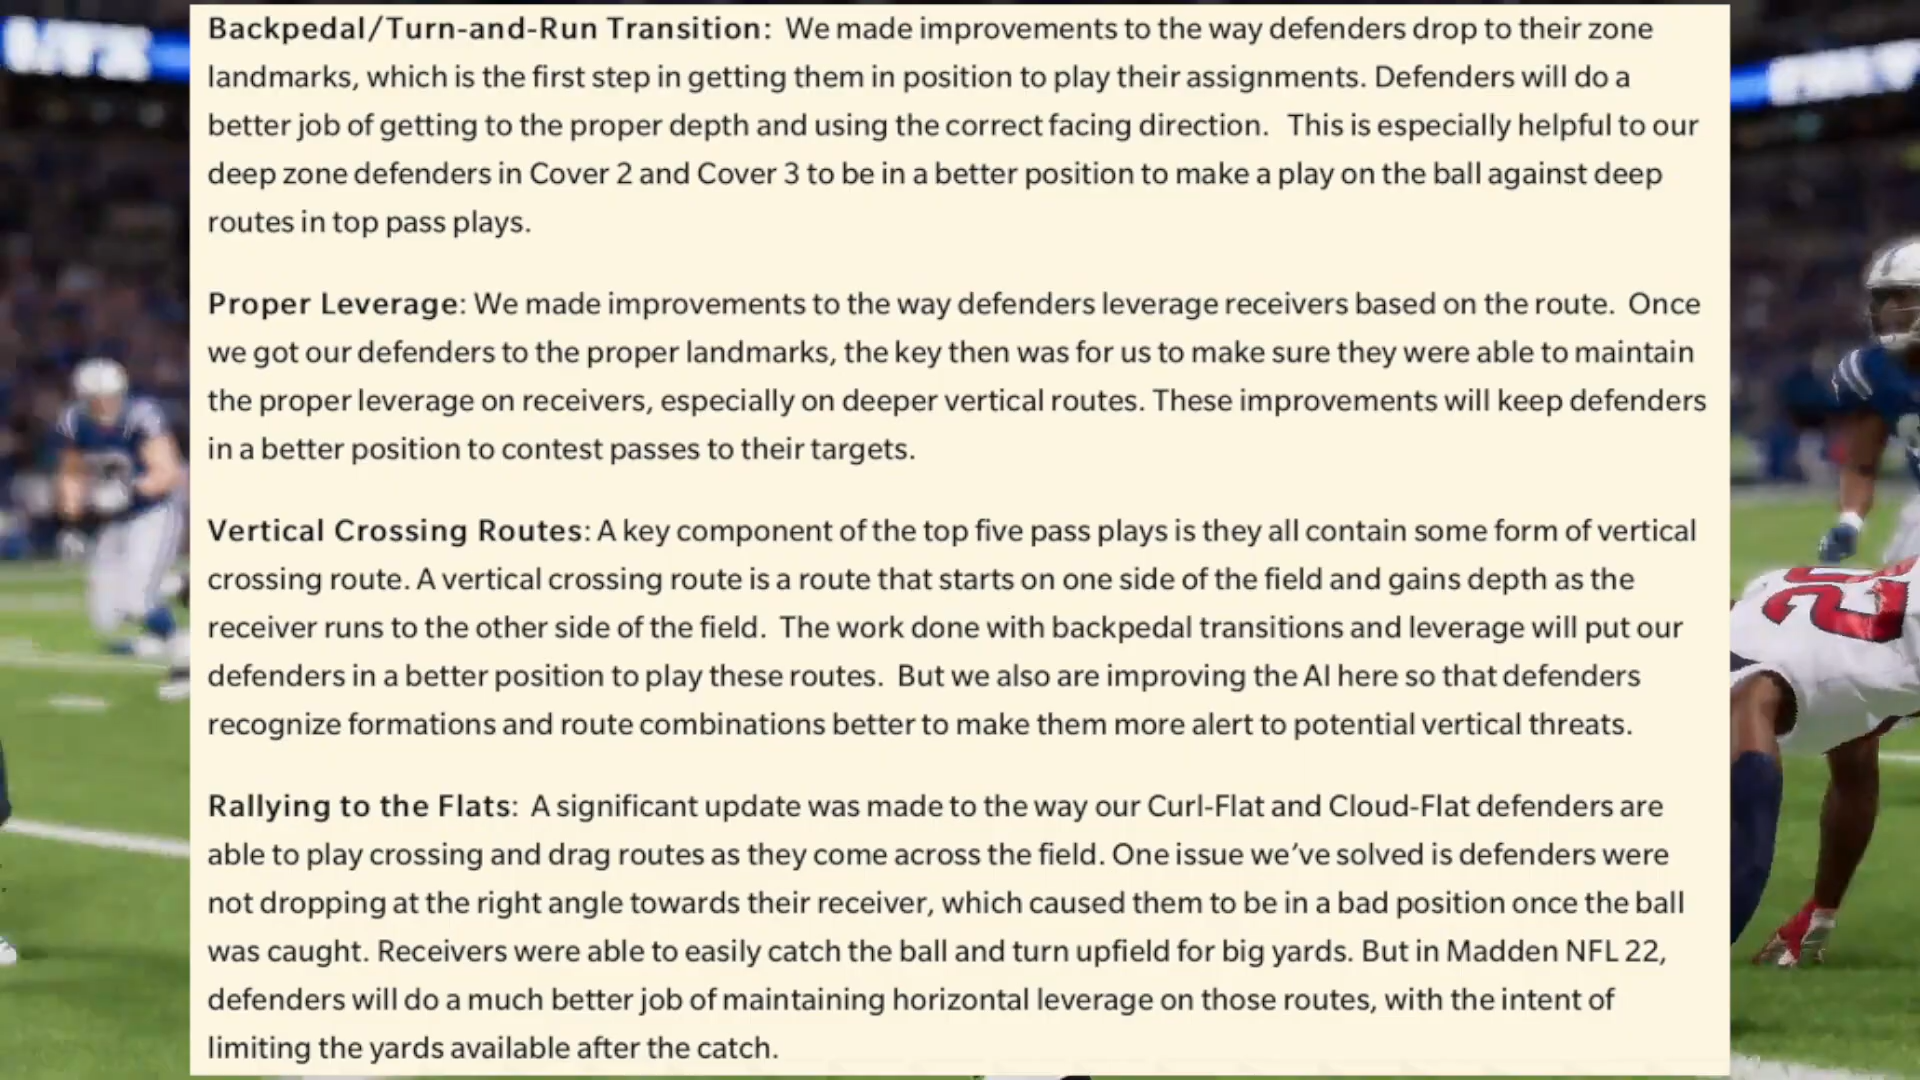 Backpedal/Turn-and-Run Transition: We made improvements to the way defenders drop to their zone
landmarks, which is the first step in getting them in position to play their assignments. Defenders will do a
better job of getting to the proper depth and using the correct facing direction. This is especially helpful to our
deep zone defenders in Cover 2 and Cover 3 to be in a better position to make a play on the ball against deep
routes in top pass plays.
Proper Leverage: We made improvements to the way defenders leverage receivers based on the route. Once
we got our defenders to the proper landmarks, the key then was for us to make sure they were able to maintain
the proper leverage on receivers, especially on deeper vertical routes. These improvements will keep defenders
in a better position to contest passes to their targets.
Vertical Crossing Routes: A key component of the top five pass plays is they all contain some form of vertical
crossing route. A vertical crossing route is a route that starts on one side of the field and gains depth as the
receiver runs to the other side of the field. The work done with backpedal transitions and leverage will put our
defenders in a better position to play these routes. But we also are improving the AI here so that defenders
recognize formations and route combinations better to make them more alert to potential vertical threats.
Rallying to the Flats: A significant update was made to the way our Curl-Flat and Cloud-Flat defenders are
able to play crossing and drag routes as they come across the field. One issue we've solved is defenders were
not dropping at the right angle towards their receiver, which caused them to be in a bad position once the ball
was caught. Receivers were able to easily catch the ball and turn upfield for big yards. But in Madden NFL 22,
defenders will do a much better job of maintaining horizontal leverage on those routes, with the intent of
limiting the yards available after the catch.